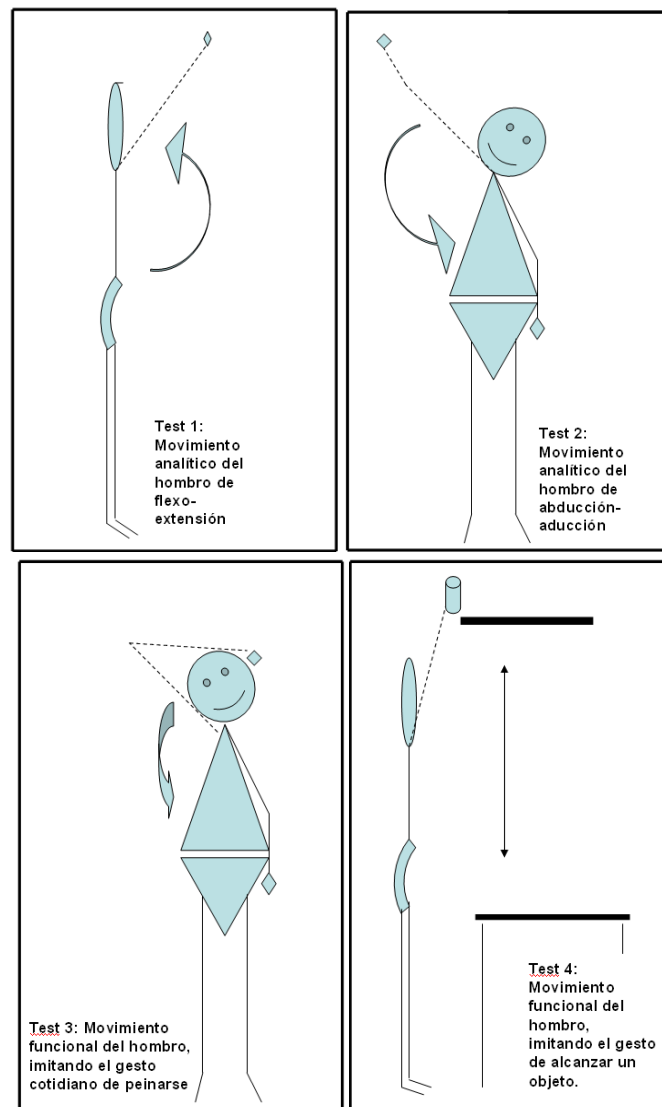 Test 1:
Movimiento
analítico del
hombro de
flexo-
extensión
Test 2:
Movimiento
analítico del
hombro de
abducción-
aducción
Test 3: Movimiento
funcional del hombro,
imitando el gesto
cotidiano de peinarse
Test 4:
Movimiento
funcional del
hombro,
imitando el gesto
de alcanzar un
objeto.